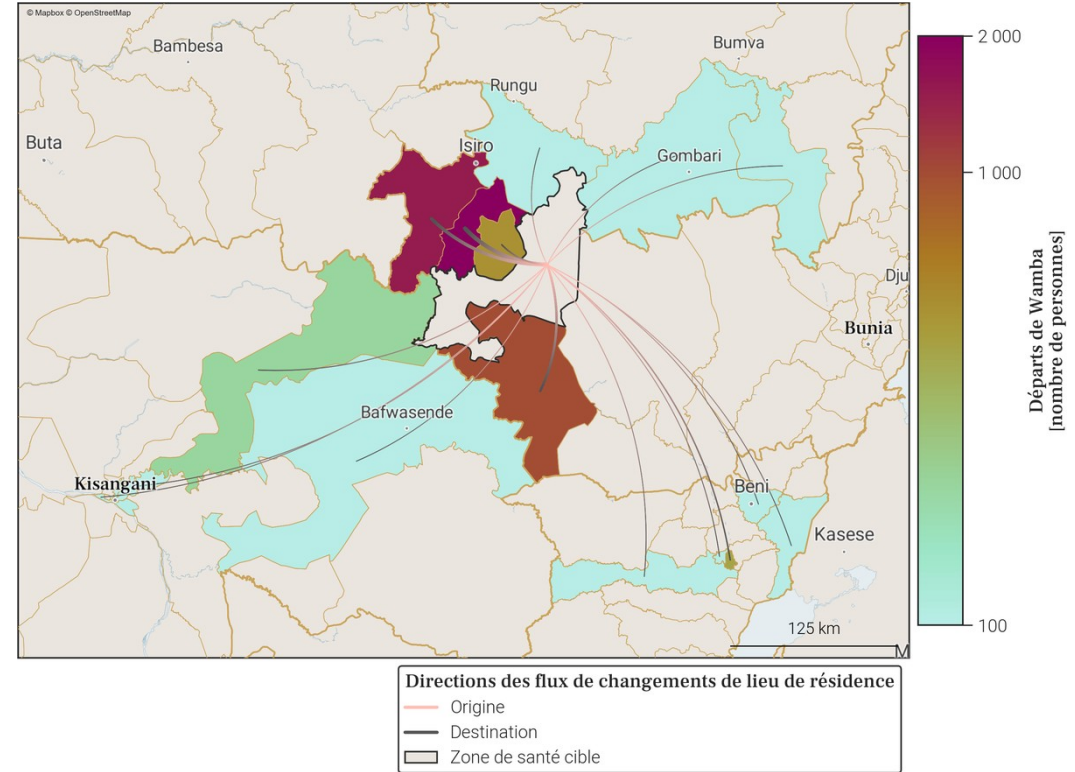 © Mapbox © OpenStreetMap
Bambesa
Bumva
Rungu
Buta
Isiro
Gombari
Dju
Bunia
Bafwasende
Kisangani
Beni
Kasese
125 km
M
2 000
1 000
100
Départs de Wamba
[nombre de personnes]
Directions des flux de changements de lieu de résidence
Origine
Destination
Zone de santé cible